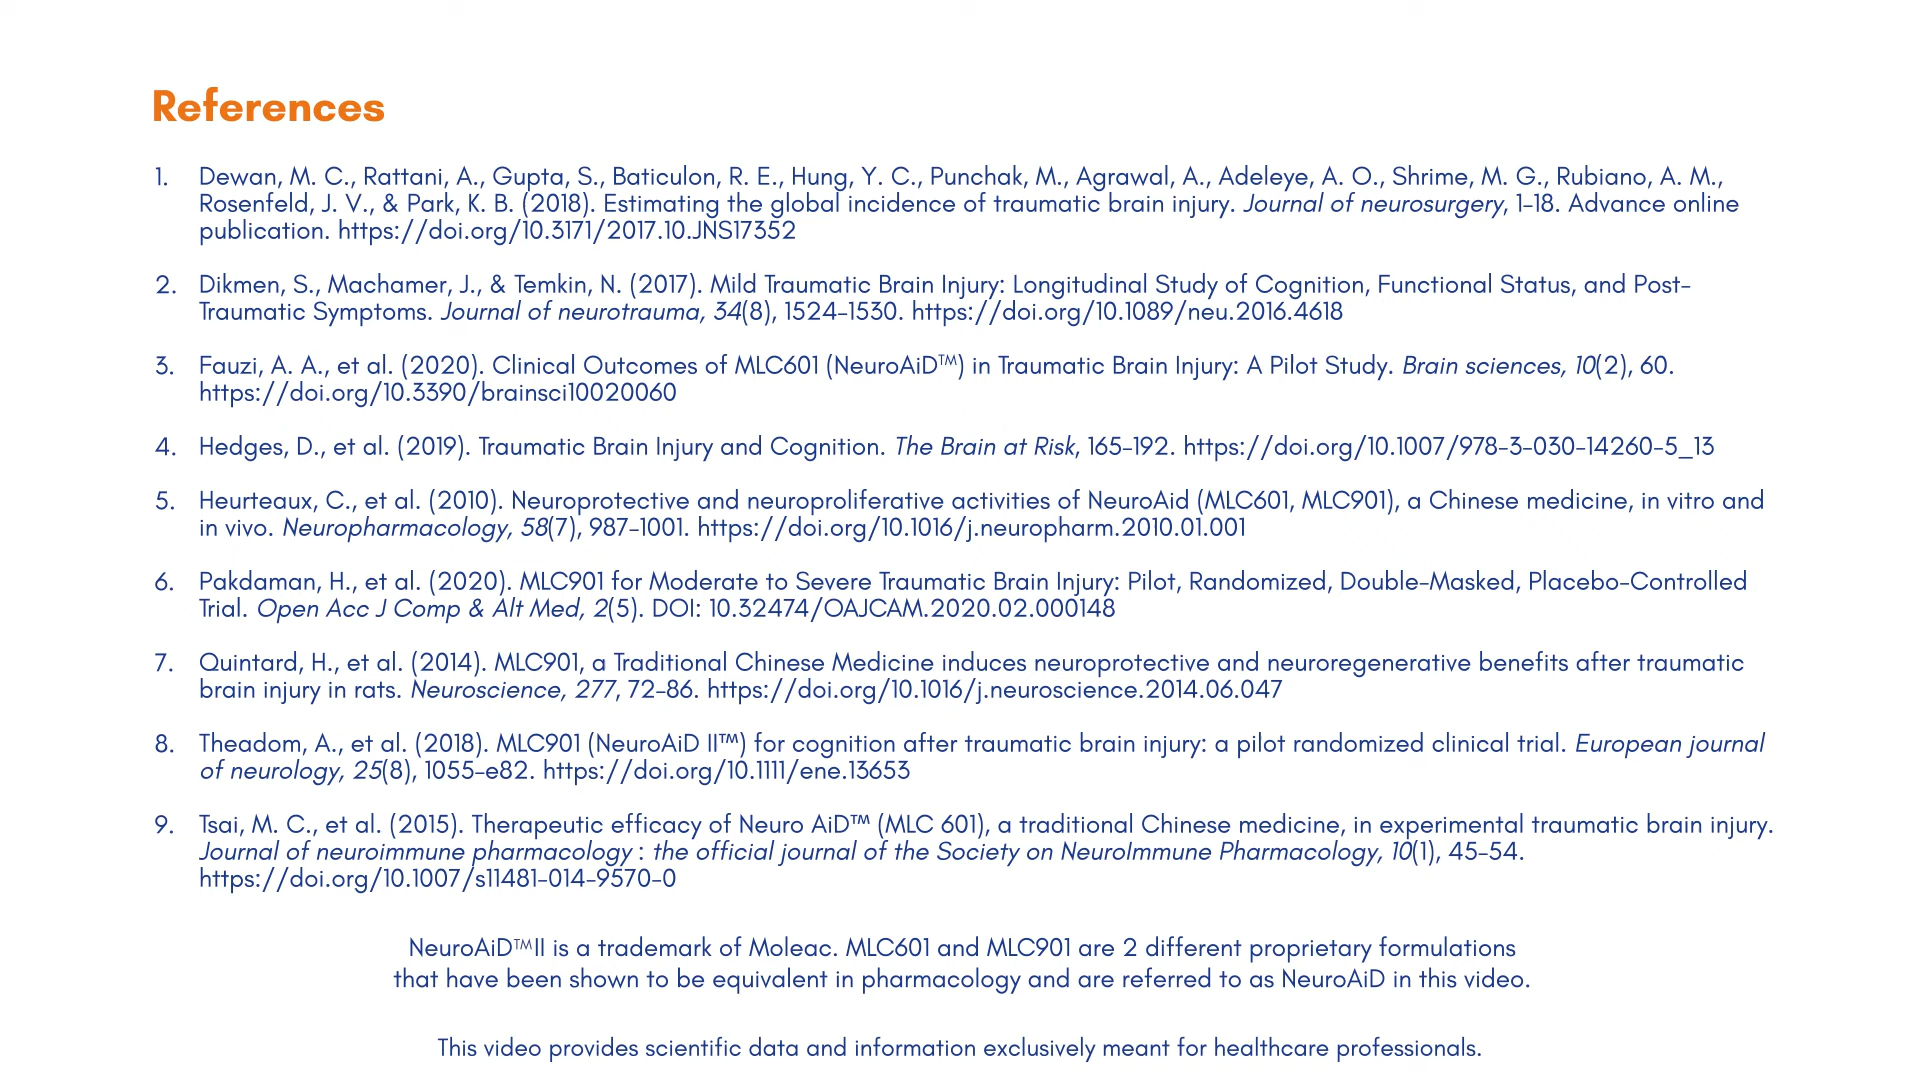 References
1. Dewan, M. C., Rattani, A., Gupta, S., Baticulon, R. E., Hung, Y. C., Punchak, M., Agrawal, A., Adeleye, A. O., Shrime, M. G., Rubiano, A. M.,
Rosenfeld, J. V., & Park, K. B. (2018). Estimating the global incidence of traumatic brain injury. Journal of neurosurgery, 1-18. Advance online
publication. https://doi.org/10.3171/2017.10.JNS17352
2. Dikmen, S., Machamer, J., & Temkin, N. (2017). Mild Traumatic Brain Injury: Longitudinal Study of Cognition, Functional Status, and Post-
Traumatic Symptoms. Journal of neurotrauma, 34(8), 1524-1530. https://doi.org/10.1089/neu.2016.4618
3. Fauzi, A. A., et al. (2020). Clinical Outcomes of MLC601 (NeuroAiD™) in Traumatic Brain Injury: A Pilot Study. Brain sciences, 10(2), 60.
https://doi.org/10.3390/brainsci10020060
4. Hedges, D., et al. (2019). Traumatic Brain Injury and Cognition. The Brain at Risk, 165-192. https://doi.org/10.1007/978-3-030-14260-5_13
5. Heurteaux, C., et al. (2010). Neuroprotective and neuroproliferative activities of NeuroAid (MLC601, MLC901), a Chinese medicine, in vitro and
in vivo. Neuropharmacology, 58(7), 987-1001. https://doi.org/10.1016/j.neuropharm.2010.01.001
6. Pakdaman, H., et al. (2020). MLC901 for Moderate to Severe Traumatic Brain Injury: Pilot, Randomized, Double-Masked, Placebo-Controlled
Trial. Open Acc J Comp & Alt Med, 2(5). DOI: 10.32474/OAJCAM.2020.02.000148
7. Quintard, H., et al. (2014). MLC901, a Traditional Chinese Medicine induces neuroprotective and neuroregenerative benefits after traumatic
brain injury in rats. Neuroscience, 277, 72-86. https://doi.org/10.1016/j.neuroscience.2014.06.047
8. Theadom, A., et al. (2018). MLC901 (NeuroAiD II™) for cognition after traumatic brain injury: a pilot randomized clinical trial. European journal
of neurology, 25(8), 1055-e82. https://doi.org/10.1111/ene.13653
9. Tsai, M. C., et al. (2015). Therapeutic efficacy of Neuro AiD™ (MLC 601), a traditional Chinese medicine, in experimental traumatic brain injury.
Journal of neuroimmune pharmacology : the official journal of the Society on NeuroImmune Pharmacology, 10(1), 45-54.
https://doi.org/10.1007/s11481-014-9570-0
NeuroAiD™II is a trademark of Moleac. MLC601 and MLC901 are 2 different proprietary formulations
that have been shown to be equivalent in pharmacology and are referred to as NeuroAiD in this video.
This video provides scientific data and information exclusively meant for healthcare professionals.